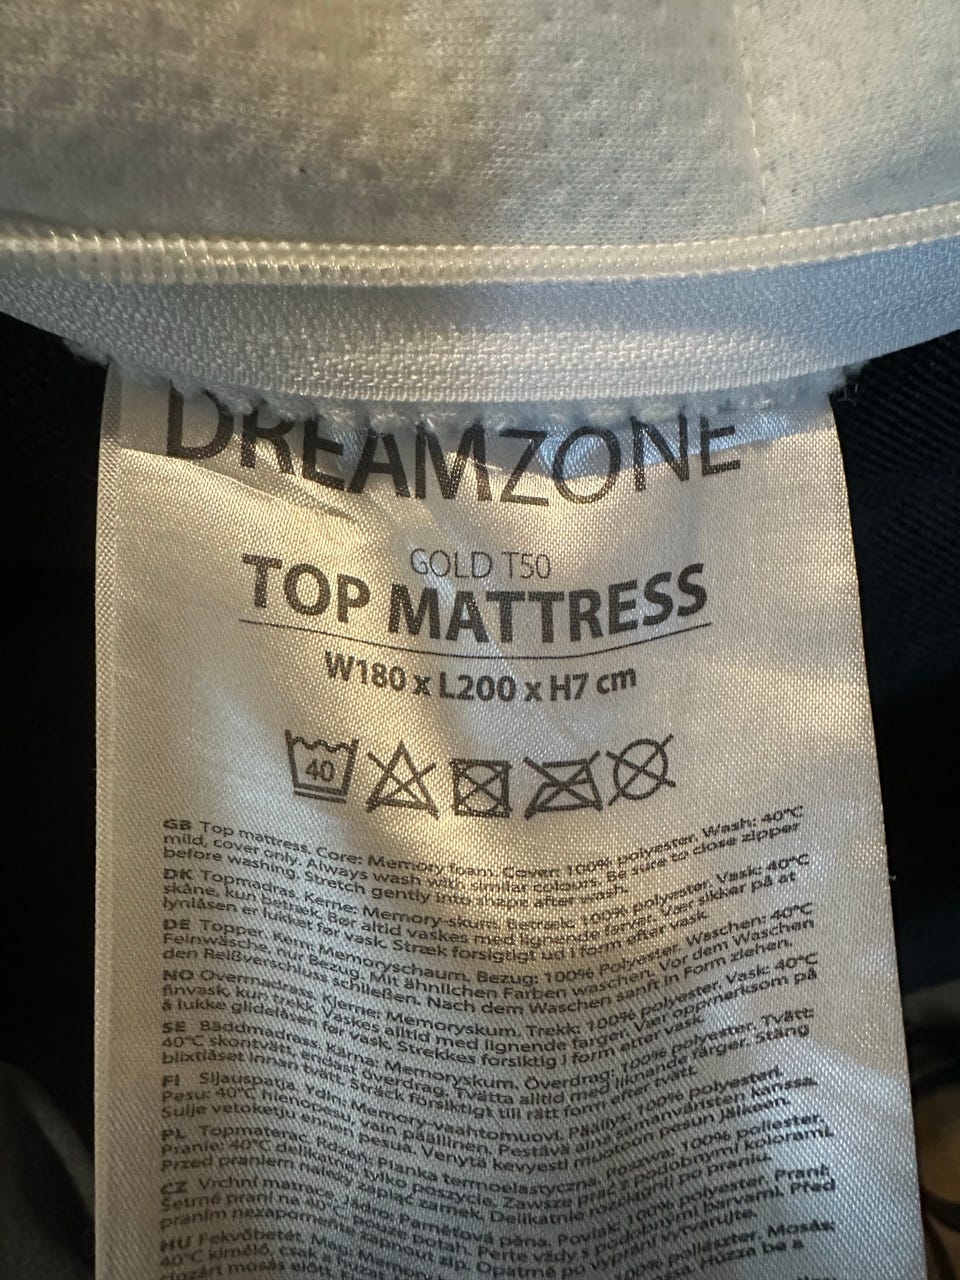 DREAMZONE
GOLD T50
TOP MATTRESS
W180 x L200 x H7 cm
40
GB Top mattress. Core: Memory foam. Cover: 100% polyester. Wash: 40°C
mild, cover only. Always wash with similar colours. Be sure to close zipper
before washing. Stretch gently into shape after wash.
DK Topmadras. Kerne: Memory-skum. Betræk: 100% polyester. Vask: 40°C
skåne, kun betræk. Bør altid vaskes med lignende farver. Vær sikker på at
lynlåsen er lukket før vask. Stræk forsigtigt ud i form efter vask.
DE Topper. Kern: Memoryschaum. Bezug: 100% Polyester. Waschen: 40°C
Feinwäsche, nur Bezug. Mit ähnlichen Farben waschen. Vor dem Waschen
den Reißverschluss schließen. Nach dem Waschen sanft in Form ziehen.
NO Overmadrass. Kjerne: Memoryskum. Trekk: 100% polyester. Vask: 40°C
finvask, kun trekk. Vaskes alltid med lignende farger. Vær oppmerksom på
å lukke glidelåsen før vask. Strekkes forsiktig i form etter vask.
SE Bäddmadrass. Kärna: Memoryskum. Överdrag: 100% polyester. Tvätt:
40°C skontvätt, endast överdrag. Tvätta alltid med liknande färger. Stäng
blixtlåset innan tvätt. Sträck försiktigt till rätt form efter tvätt.
FI Sijauspatja. Ydin: Memory-vaahtomuovi. Päällys: 100% polyesteri.
Pesu: 40°C hienopesu, vain päällinen. Pestävä aina samanväristen kanssa.
Sulje vetoketju ennen pesua. Venytä kevyesti muotoon pesun jälkeen.
PL Topmaterac. Rdzeń: Pianka termoelastyczna. Poszwa: 100% poliester.
Pranie: 40°C delikatne, tylko poszycie. Zawsze prać z podobnymi kolorami.
Przed praniem należy zapiąć zamek. Delikatnie rozciągnij po praniu.
CZ Vrchní matrace. Jádro: Paměťová pěna. Povlak: 100% polyester. Praní:
Šetrné praní na 40°C, pouze potah. Perte vždy s podobnými barvami. Před
praním nezapomeňte zapnout zip. Opatrně po vyprání vytvarujte.
HU Fekvőbetét. Mag: Memória 100% poliészter. Mosás:
40°C kímélő, csak a huzat. Húzza be a
cipzárt mosás előtt.